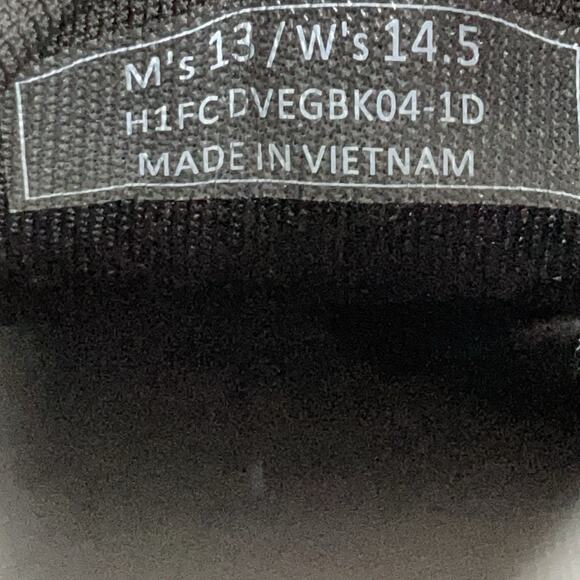 M's 13 / W's 14.5
H1FCDVEGBK04-1D
MADE IN VIETNAM